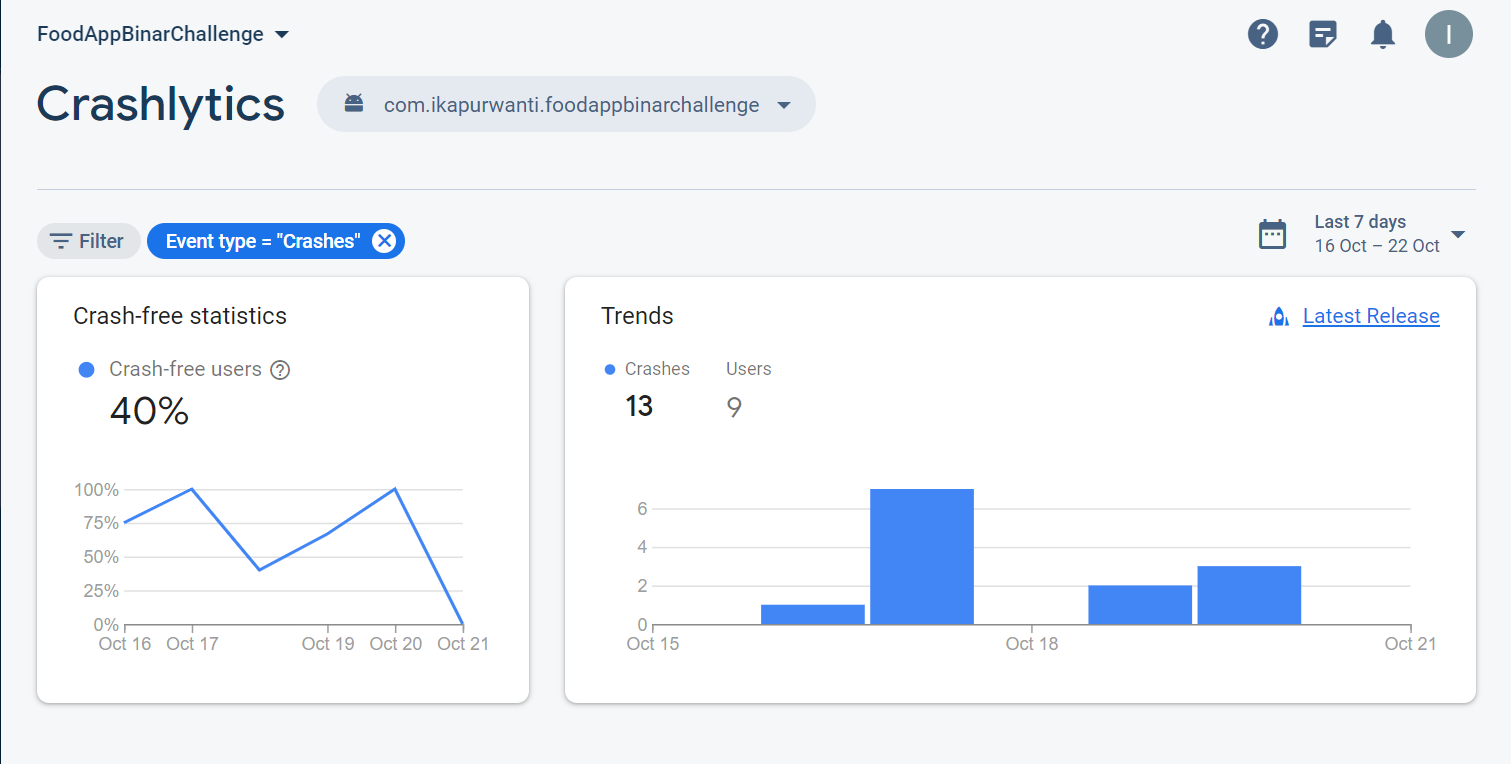 FoodAppBinarChallenge
I
Crashlytics
com.ikapurwanti.foodappbinarchallenge
Filter
Event type = "Crashes"
Last 7 days
16 Oct – 22 Oct
Crash-free statistics
Crash-free users
40%
100%
75%
50%
25%
0%
Oct 16 Oct 17 Oct 19 Oct 20 Oct 21
Trends
Latest Release
Crashes Users
13 9
6
4
2
0
Oct 15 Oct 18 Oct 21